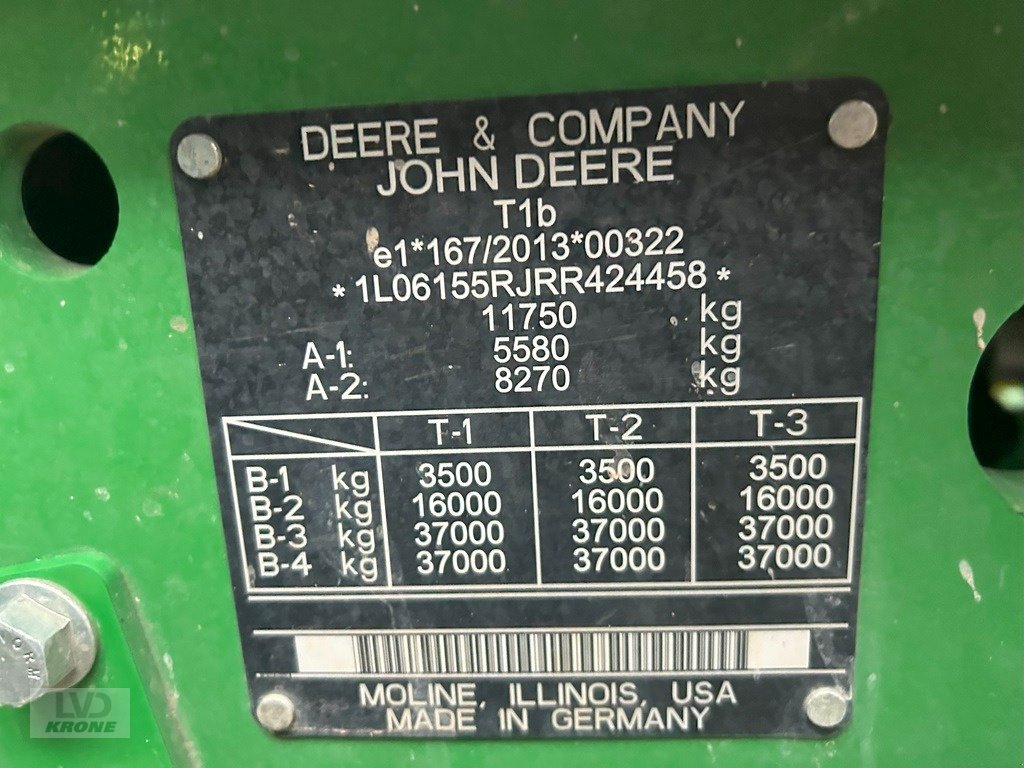 DEERE & COMPANY
JOHN DEERE
T1b
e1*167/2013*00322
*1L06155RJRR424458*
11750 kg
A-1: 5580 kg
A-2: 8270 kg
T-1 T-2 T-3
B-1 kg 3500 3500 3500
B-2 kg 16000 16000 16000
B-3 kg 37000 37000 37000
B-4 kg 37000 37000 37000
MOLINE, ILLINOIS, USA
MADE IN GERMANY
LVD
KRONE